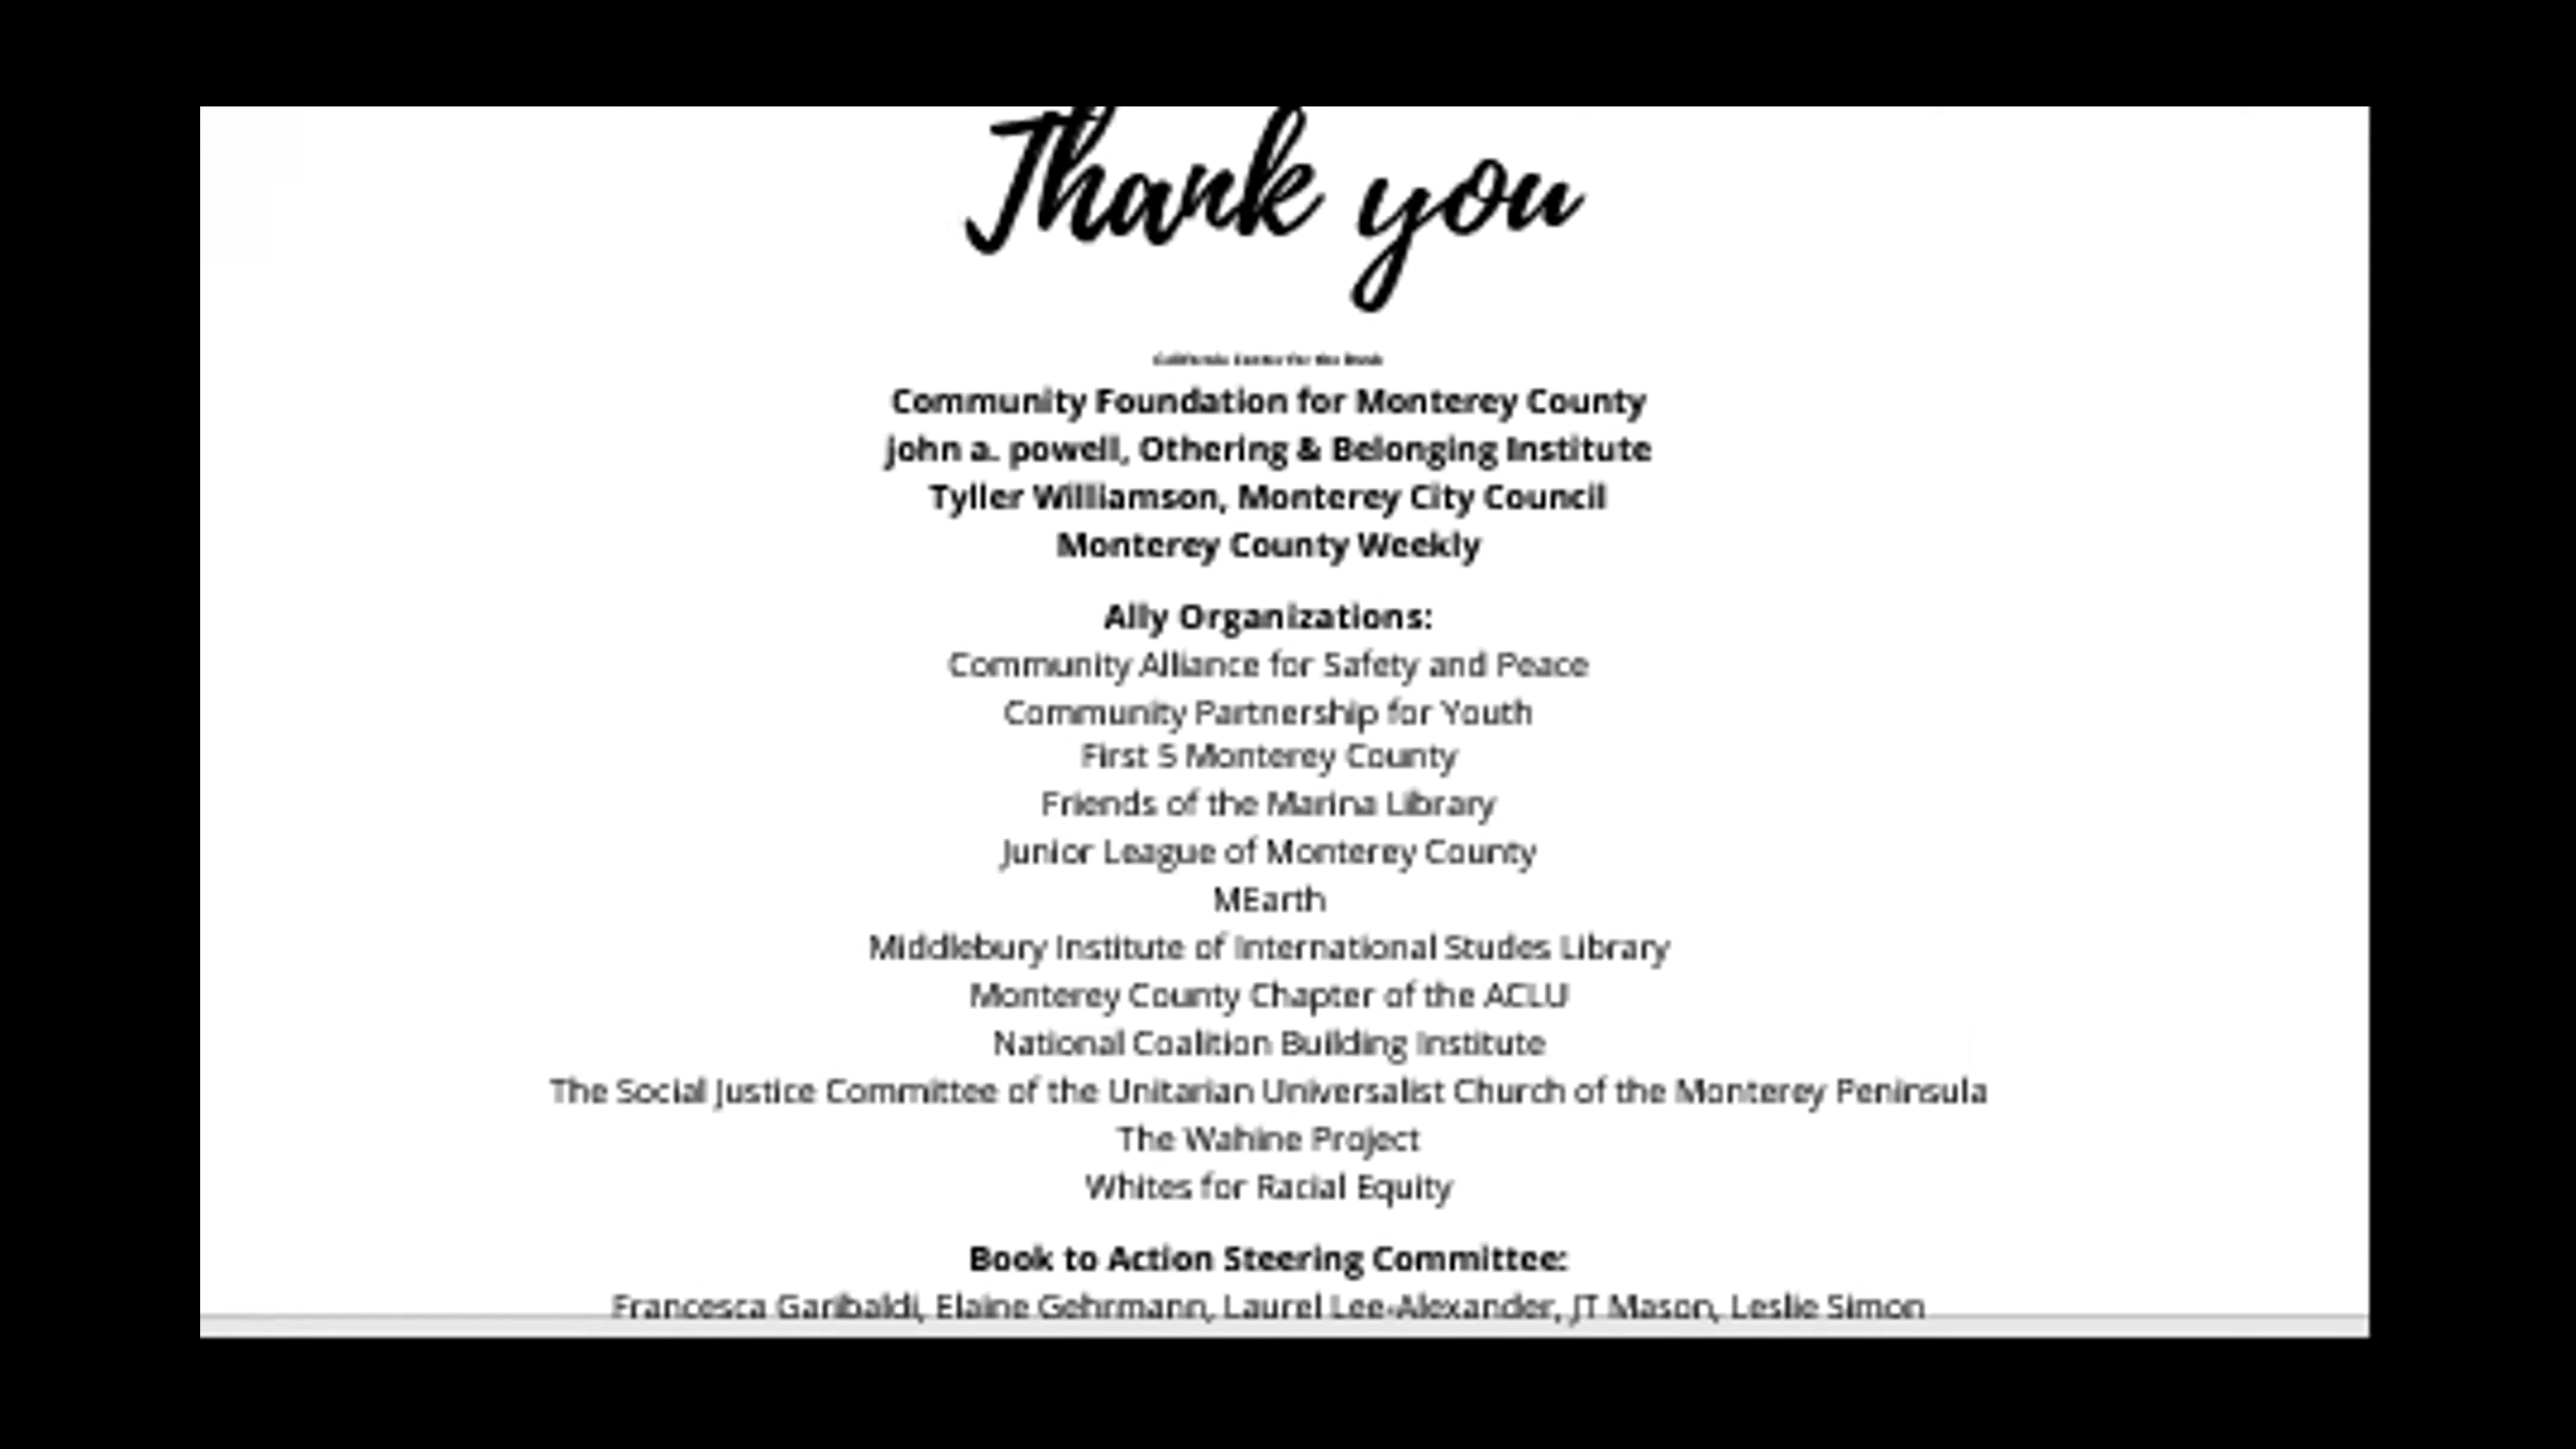 Thank you
California Center for the Book
Community Foundation for Monterey County
john a. powell, Othering & Belonging Institute
Tyller Williamson, Monterey City Council
Monterey County Weekly
Ally Organizations:
Community Alliance for Safety and Peace
Community Partnership for Youth
First 5 Monterey County
Friends of the Marina Library
Junior League of Monterey County
MEarth
Middlebury Institute of International Studes Library
Monterey County Chapter of the ACLU
National Coalition Building Institute
The Social Justice Committee of the Unitarian Universalist Church of the Monterey Peninsula
The Wahine Project
Whites for Racial Equity
Book to Action Steering Committee:
Francesca Garibaldi, Elaine Gehrmann, Laurel Lee-Alexander, JT Mason, Leslie Simon